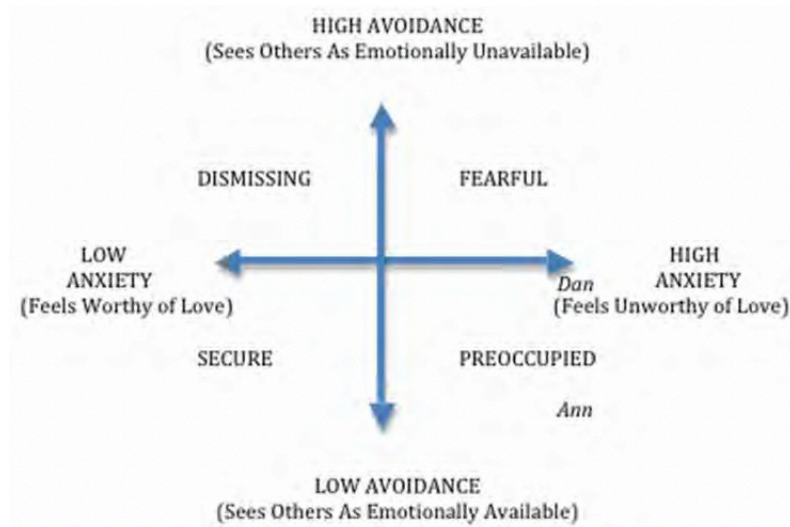 HIGH AVOIDANCE
(Sees Others As Emotionally Unavailable)
DISMISSING
FEARFUL
LOW
ANXIETY
(Feels Worthy of Love)
HIGH
ANXIETY
Dan
(Feels Unworthy of Love)
SECURE
PREOCCUPIED
Ann
LOW AVOIDANCE
(Sees Others As Emotionally Available)